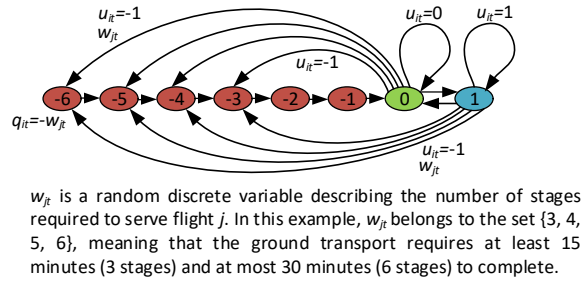 u_it=-1
w_jt
u_it=0
u_it=1
u_it=-1
-6 -5 -4 -3 -2 -1 0 1
q_it=-w_jt
u_it=-1
w_jt
w_jt is a random discrete variable describing the number of stages
required to serve flight j. In this example, w_jt belongs to the set {3, 4,
5, 6}, meaning that the ground transport requires at least 15
minutes (3 stages) and at most 30 minutes (6 stages) to complete.